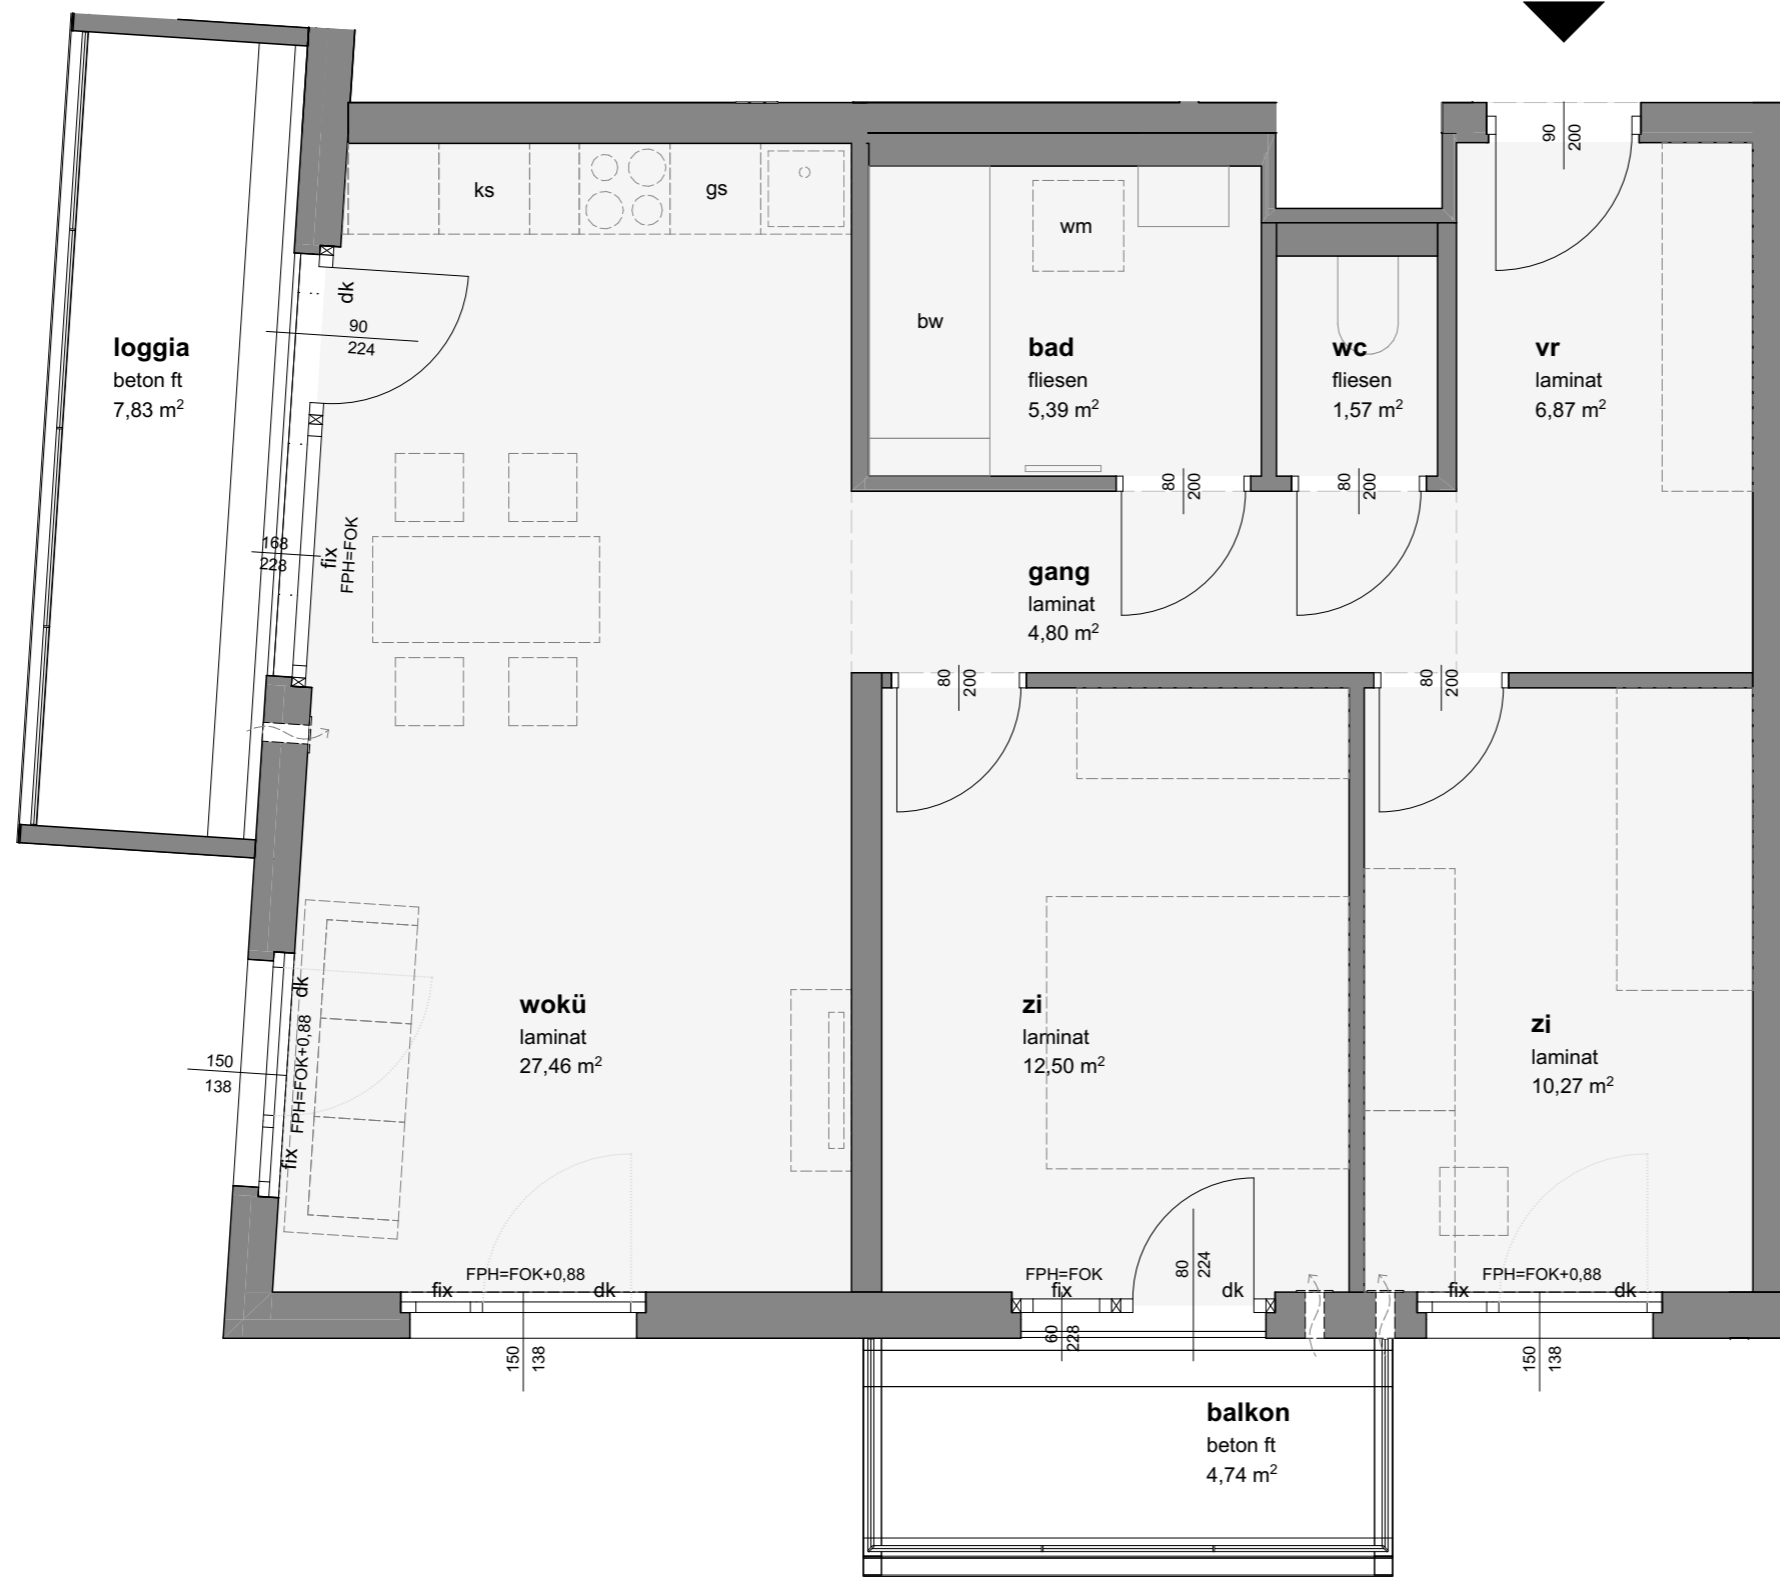 90
200
ks
gs
wm
bw
dk
90
224
loggia
beton ft
7,83 m²
bad
fliesen
5,39 m²
wc
fliesen
1,57 m²
vr
laminat
6,87 m²
80
200
80
200
168
228
fix
FPH=FOK
gang
laminat
4,80 m²
80
200
80
200
dk
FPH=FOK+0,88
fix
150
138
wokü
laminat
27,46 m²
zi
laminat
12,50 m²
zi
laminat
10,27 m²
FPH=FOK+0,88
fix
dk
150
138
FPH=FOK
fix
dk
60
228
80
224
FPH=FOK+0,88
fix
dk
150
138
balkon
beton ft
4,74 m²